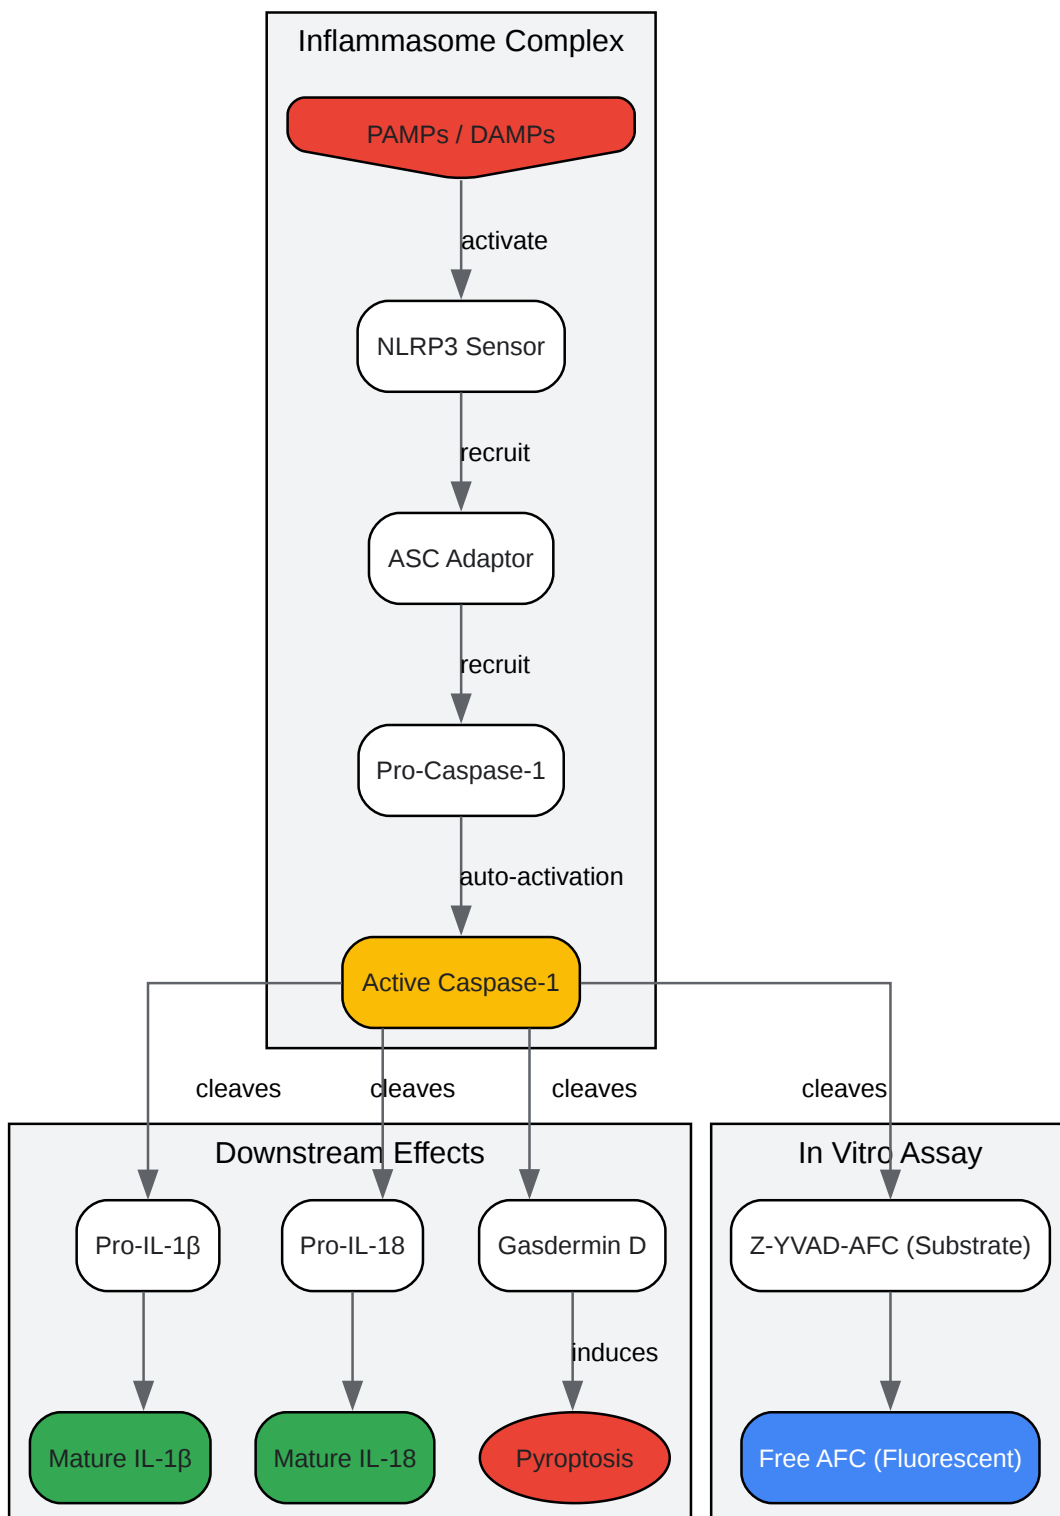 Inflammasome Complex
PAMPs / DAMPs
activate
NLRP3 Sensor
recruit
ASC Adaptor
recruit
Pro-Caspase-1
auto-activation
Active Caspase-1
cleaves
cleaves
cleaves
cleaves
Downstream Effects
In Vitro Assay
Pro-IL-1β
Pro-IL-18
Gasdermin D
Z-YVAD-AFC (Substrate)
induces
Mature IL-1β
Mature IL-18
Pyroptosis
Free AFC (Fluorescent)